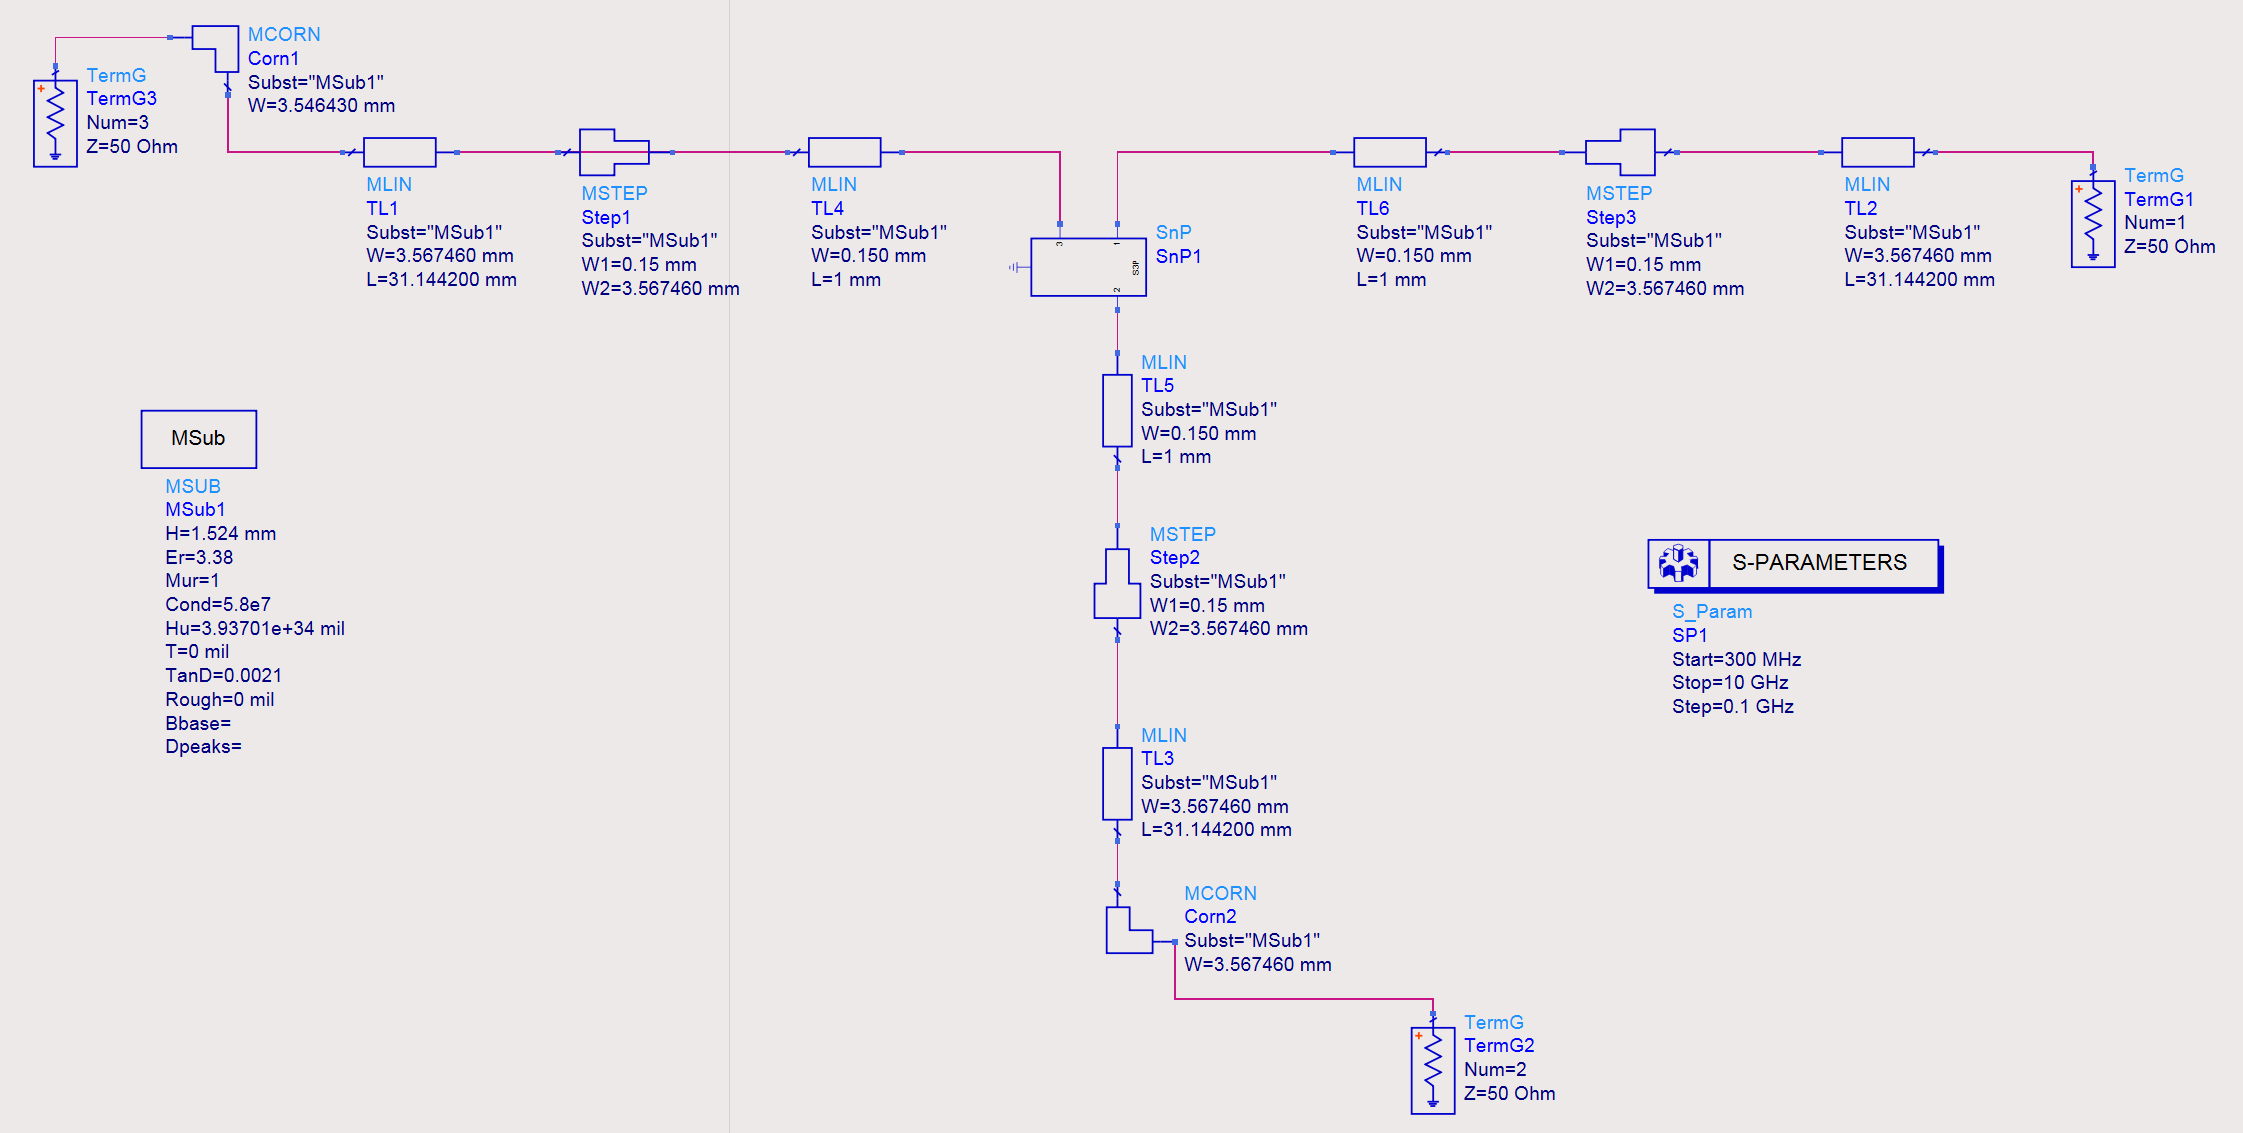 MCORN
Corn1
Subst="MSub1"
W=3.546430 mm
TermG
TermG3
Num=3
Z=50 Ohm
+
MLIN
TL1
Subst="MSub1"
W=3.567460 mm
L=31.144200 mm
MSTEP
Step1
Subst="MSub1"
W1=0.15 mm
W2=3.567460 mm
MLIN
TL4
Subst="MSub1"
W=0.150 mm
L=1 mm
SnP
SnP1
3
1
S3P
2
MLIN
TL6
Subst="MSub1"
W=0.150 mm
L=1 mm
MSTEP
Step3
Subst="MSub1"
W1=0.15 mm
W2=3.567460 mm
MLIN
TL2
Subst="MSub1"
W=3.567460 mm
L=31.144200 mm
+
TermG
TermG1
Num=1
Z=50 Ohm
MLIN
TL5
Subst="MSub1"
W=0.150 mm
L=1 mm
MSub
MSUB
MSub1
H=1.524 mm
Er=3.38
Mur=1
Cond=5.8e7
Hu=3.93701e+34 mil
T=0 mil
TanD=0.0021
Rough=0 mil
Bbase=
Dpeaks=
MSTEP
Step2
Subst="MSub1"
W1=0.15 mm
W2=3.567460 mm
S-PARAMETERS
S_Param
SP1
Start=300 MHz
Stop=10 GHz
Step=0.1 GHz
MLIN
TL3
Subst="MSub1"
W=3.567460 mm
L=31.144200 mm
MCORN
Corn2
Subst="MSub1"
W=3.567460 mm
+
TermG
TermG2
Num=2
Z=50 Ohm